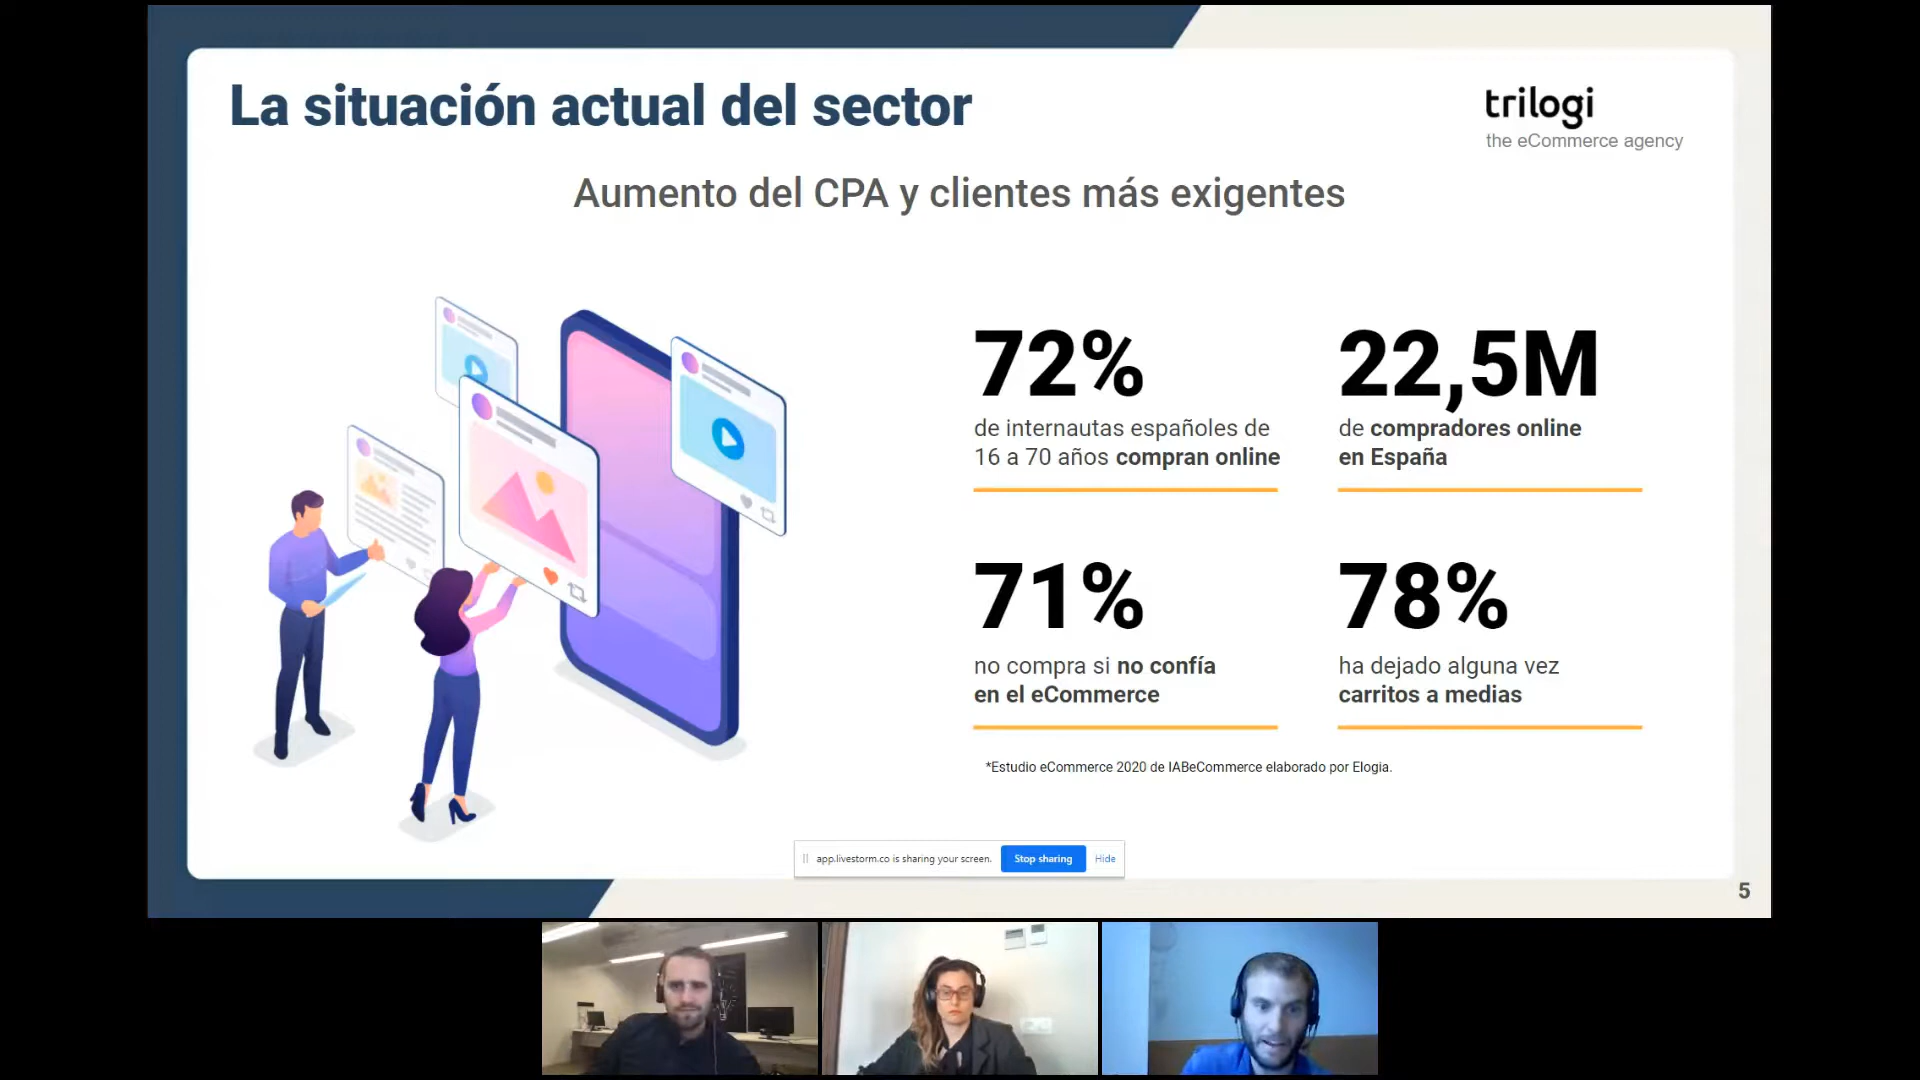 La situación actual del sector
trilogi
the eCommerce agency
Aumento del CPA y clientes más exigentes
72%
de internautas españoles de
16 a 70 años compran online
22,5M
de compradores online
en España
71%
no compra si no confía
en el eCommerce
78%
ha dejado alguna vez
carritos a medias
*Estudio eCommerce 2020 de IABeCommerce elaborado por Elogia.
app.livestorm.co is sharing your screen.
Stop sharing
Hide
5